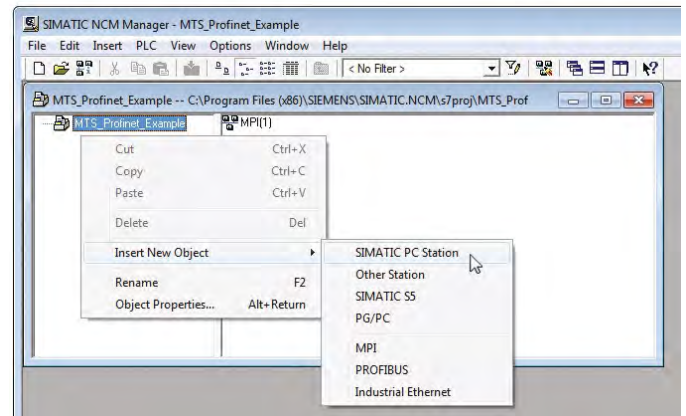 SIMATIC NCM Manager - MTS_Profinet_Example
File Edit Insert PLC View Options Window Help
< No Filter >
MTS_Profinet_Example -- C:\Program Files (x86)\SIEMENS\SIMATIC.NCM\s7proj\MTS_Prof
MTS_Profinet_Example
MPI(1)
Cut Ctrl+X
Copy Ctrl+C
Paste Ctrl+V
Delete Del
Insert New Object
Rename F2
Object Properties... Alt+Return
SIMATIC PC Station
Other Station
SIMATIC S5
PG/PC
MPI
PROFIBUS
Industrial Ethernet